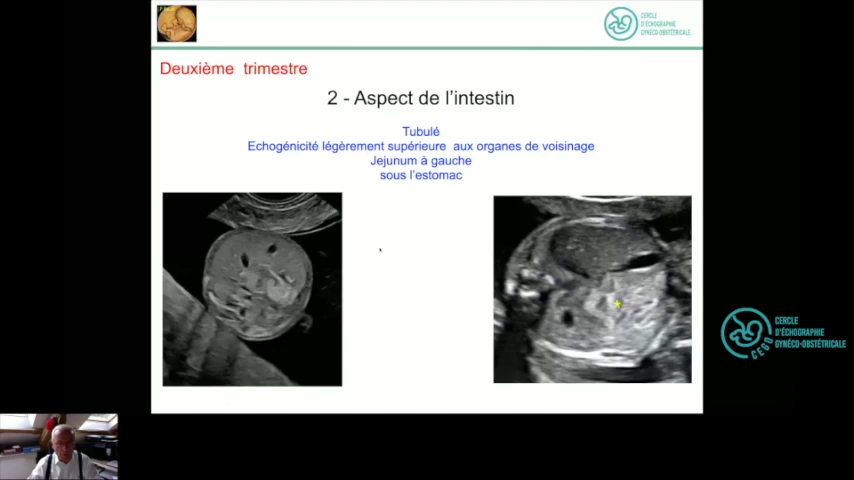 CERCLE
D'ÉCHOGRAPHIE
GYNÉCO-OBSTÉTRICALE
Deuxième trimestre
2 - Aspect de l'intestin
Tubulé
Echogénicité légèrement supérieure aux organes de voisinage
Jejunum à gauche
sous l'estomac
CERCLE
D'ÉCHOGRAPHIE
GYNÉCO-OBSTÉTRICALE
CEGO